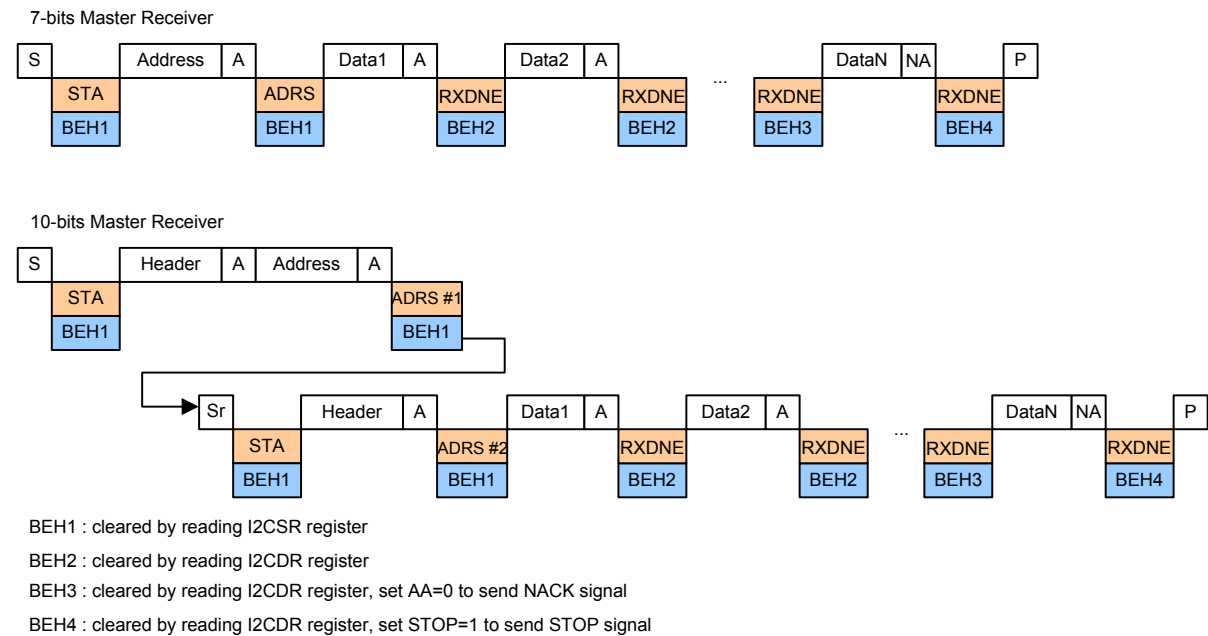 7-bits Master Receiver
S Address A Data1 A Data2 A DataN NA P
STA ADRS RXDNE RXDNE ... RXDNE RXDNE
BEH1 BEH1 BEH2 BEH2 BEH3 BEH4
10-bits Master Receiver
S Header A Address A
STA ADRS #1
BEH1 BEH1
Sr Header A Data1 A Data2 A DataN NA P
STA ADRS #2 RXDNE RXDNE ... RXDNE RXDNE
BEH1 BEH1 BEH2 BEH2 BEH3 BEH4
BEH1 : cleared by reading I2CSR register
BEH2 : cleared by reading I2CDR register
BEH3 : cleared by reading I2CDR register, set AA=0 to send NACK signal
BEH4 : cleared by reading I2CDR register, set STOP=1 to send STOP signal